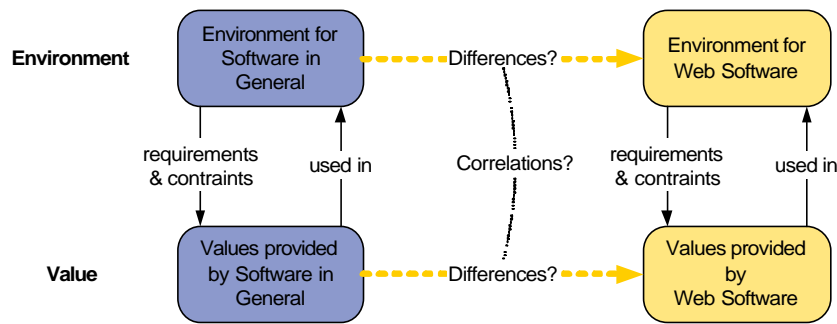 Environment
Environment for
Software in
General
Differences?
Environment for
Web Software
requirements
& contraints
used in
Correlations?
requirements
& contraints
used in
Value
Values provided
by Software in
General
Differences?
Values provided
by
Web Software